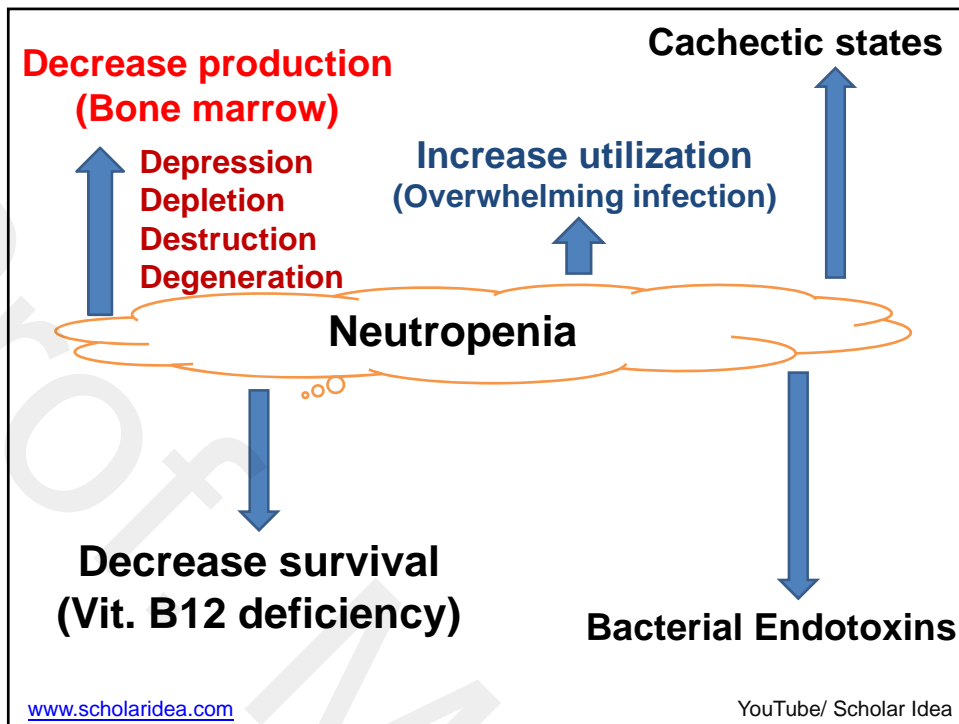 Cachectic states
Decrease production
(Bone marrow)
Depression
Depletion
Destruction
Degeneration
Increase utilization
(Overwhelming infection)
Neutropenia
Decrease survival
(Vit. B12 deficiency)
Bacterial Endotoxins
www.scholaridea.com
YouTube/ Scholar Idea